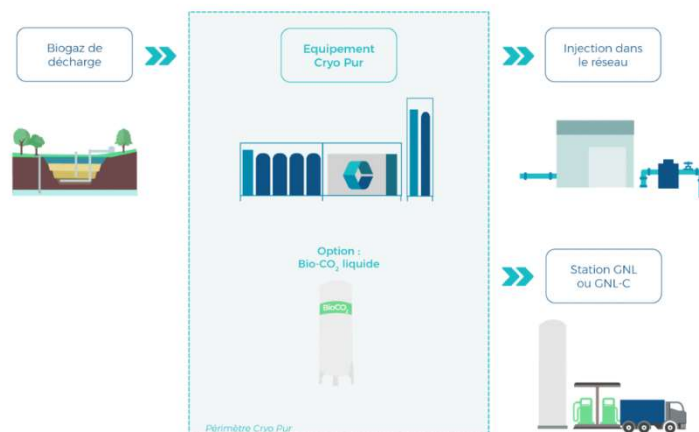 Biogaz de
décharge
Equipement
Cryo Pur
Injection dans
le réseau
Option :
Bio-CO₂ liquide
BioCO₂
Station GNL
ou GNL-C
Périmètre Cryo Pur